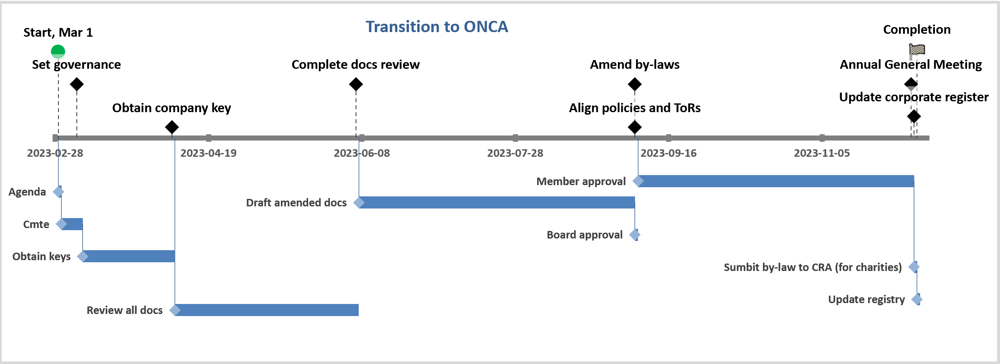 Transition to ONCA
Start, Mar 1
Completion
Set governance
Complete docs review
Amend by-laws
Annual General Meeting
Update corporate register
Obtain company key
Align policies and ToRs
2023-02-28
2023-04-19
2023-06-08
2023-07-28
2023-09-16
2023-11-05
Member approval
Agenda
Draft amended docs
Cmte
Board approval
Obtain keys
Sumbit by-law to CRA (for charities)
Update registry
Review all docs